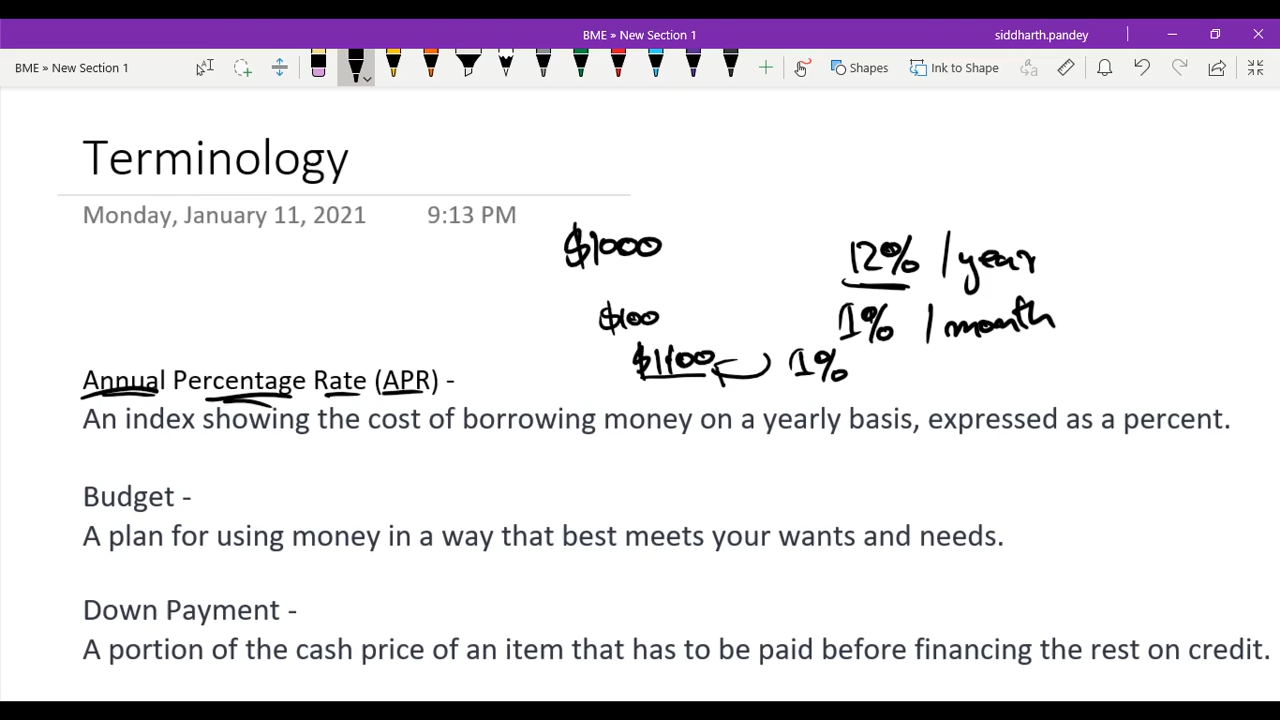 BME » New Section 1
siddharth.pandey
BME » New Section 1
Shapes
Ink to Shape
Terminology
Monday, January 11, 2021 9:13 PM
$1000
12% / year
$100
1% / month
$1100
1%
Annual Percentage Rate (APR) -
An index showing the cost of borrowing money on a yearly basis, expressed as a percent.
Budget -
A plan for using money in a way that best meets your wants and needs.
Down Payment -
A portion of the cash price of an item that has to be paid before financing the rest on credit.